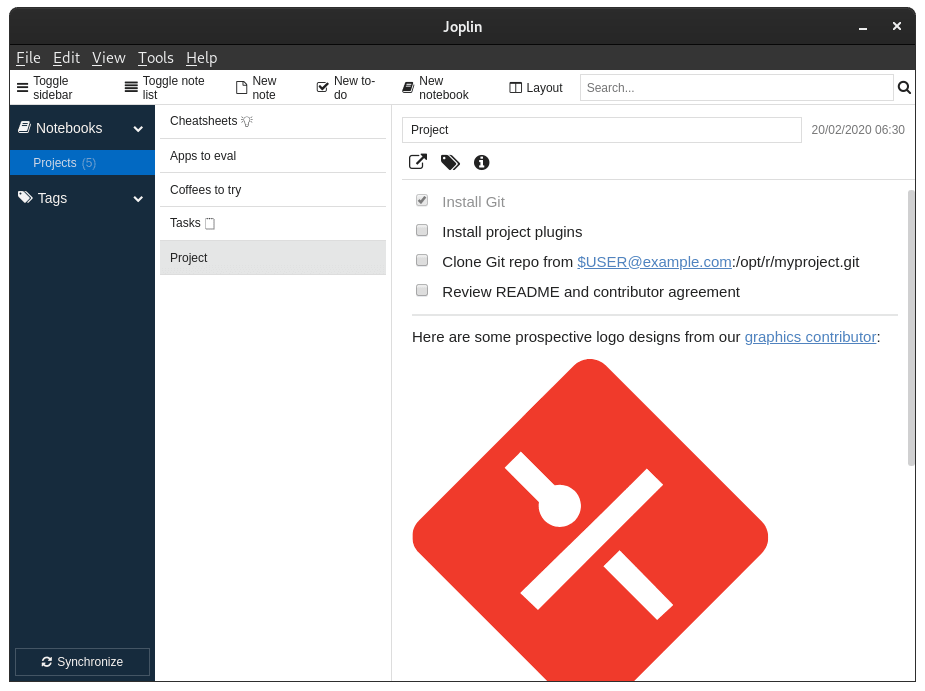 Joplin
File Edit View Tools Help
Toggle sidebar
Toggle note list
New note
New to-do
New notebook
Layout
Search...
Notebooks
Projects (5)
Tags
Synchronize
Cheatsheets
Apps to eval
Coffees to try
Tasks
Project
Project
20/02/2020 06:30
Install Git
Install project plugins
Clone Git repo from $USER@example.com:/opt/r/myproject.git
Review README and contributor agreement
Here are some prospective logo designs from our graphics contributor: